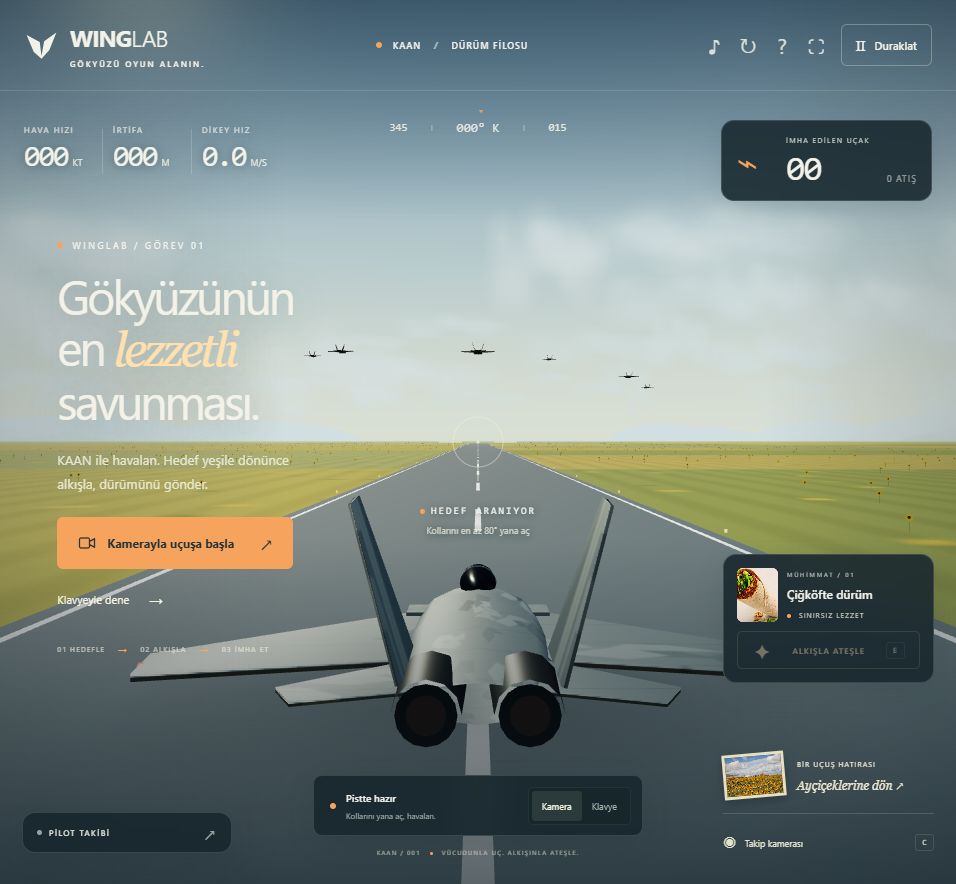 WINGLAB
GÖKYÜZÜ OYUN ALANIN.
KAAN / DÜRÜM FİLOSU
?
II Duraklat
HAVA HIZI
000 KT
İRTİFA
000 M
DİKEY HIZ
0.0 M/S
345 000° K 015
İMHA EDİLEN UÇAK
00
0 ATIŞ
WINGLAB / GÖREV 01
Gökyüzünün
en lezzetli
savunması.
KAAN ile havalan. Hedef yeşile dönünce
alkışla, dürümünü gönder.
Kamerayla uçuşa başla ↗
Klavyeyle dene →
01 HEDEFLE → 02 ALKIŞLA → 03 İMHA ET
HEDEF ARANIYOR
Kollarını en az 80° yana aç
MÜHİMMAT / 01
Çiğköfte dürüm
SINIRSIZ LEZZET
ALKIŞLA ATEŞLE E
BİR UÇUŞ HATIRASI
Ayçiçeklerine dön ↗
Pistte hazır
Kollarını yana aç, havalan.
Kamera Klavye
PİLOT TAKİBİ ↗
Takip kamerası C
KAAN / 001 • VÜCUDUNLA UÇ. ALKIŞINLA ATEŞLE.